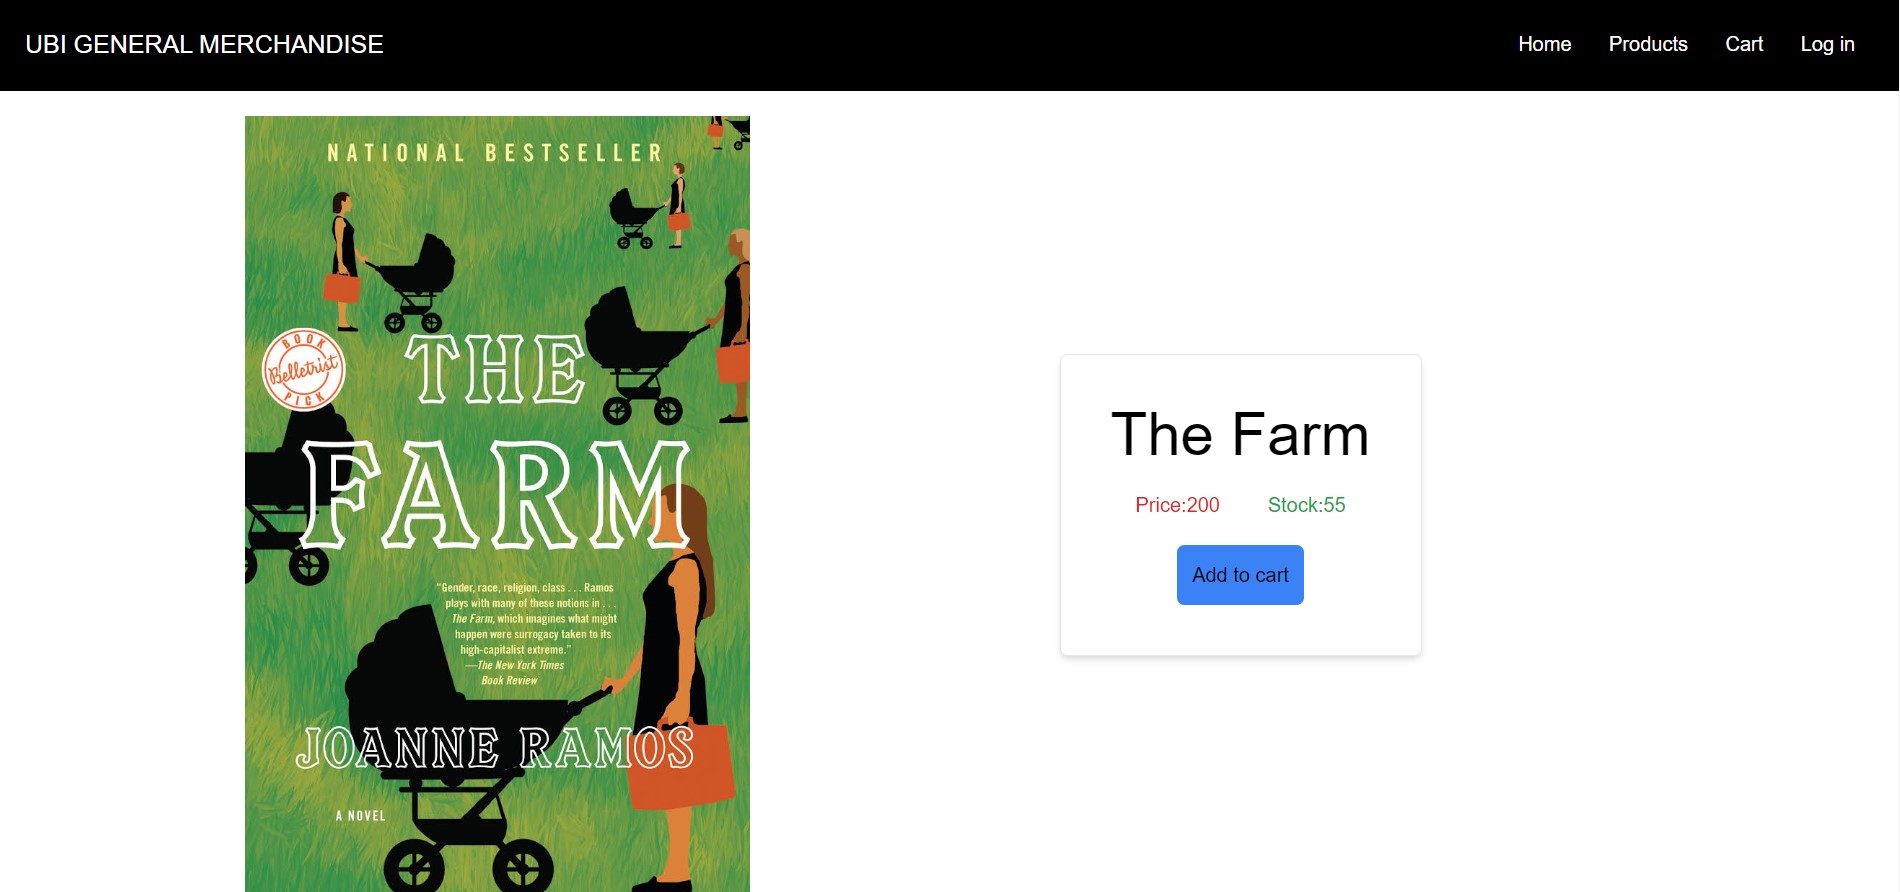 UBI GENERAL MERCHANDISE
Home Products Cart Log in
NATIONAL BESTSELLER
BOOK
Belletrist
PICK
THE
FARM
“Gender, race, religion, class . . . Ramos
plays with many of these notions in . . .
The Farm, which imagines what might
happen were surrogacy taken to its
high-capitalist extreme.”
—The New York Times
Book Review
JOANNE RAMOS
A NOVEL
The Farm
Price:200 Stock:55
Add to cart